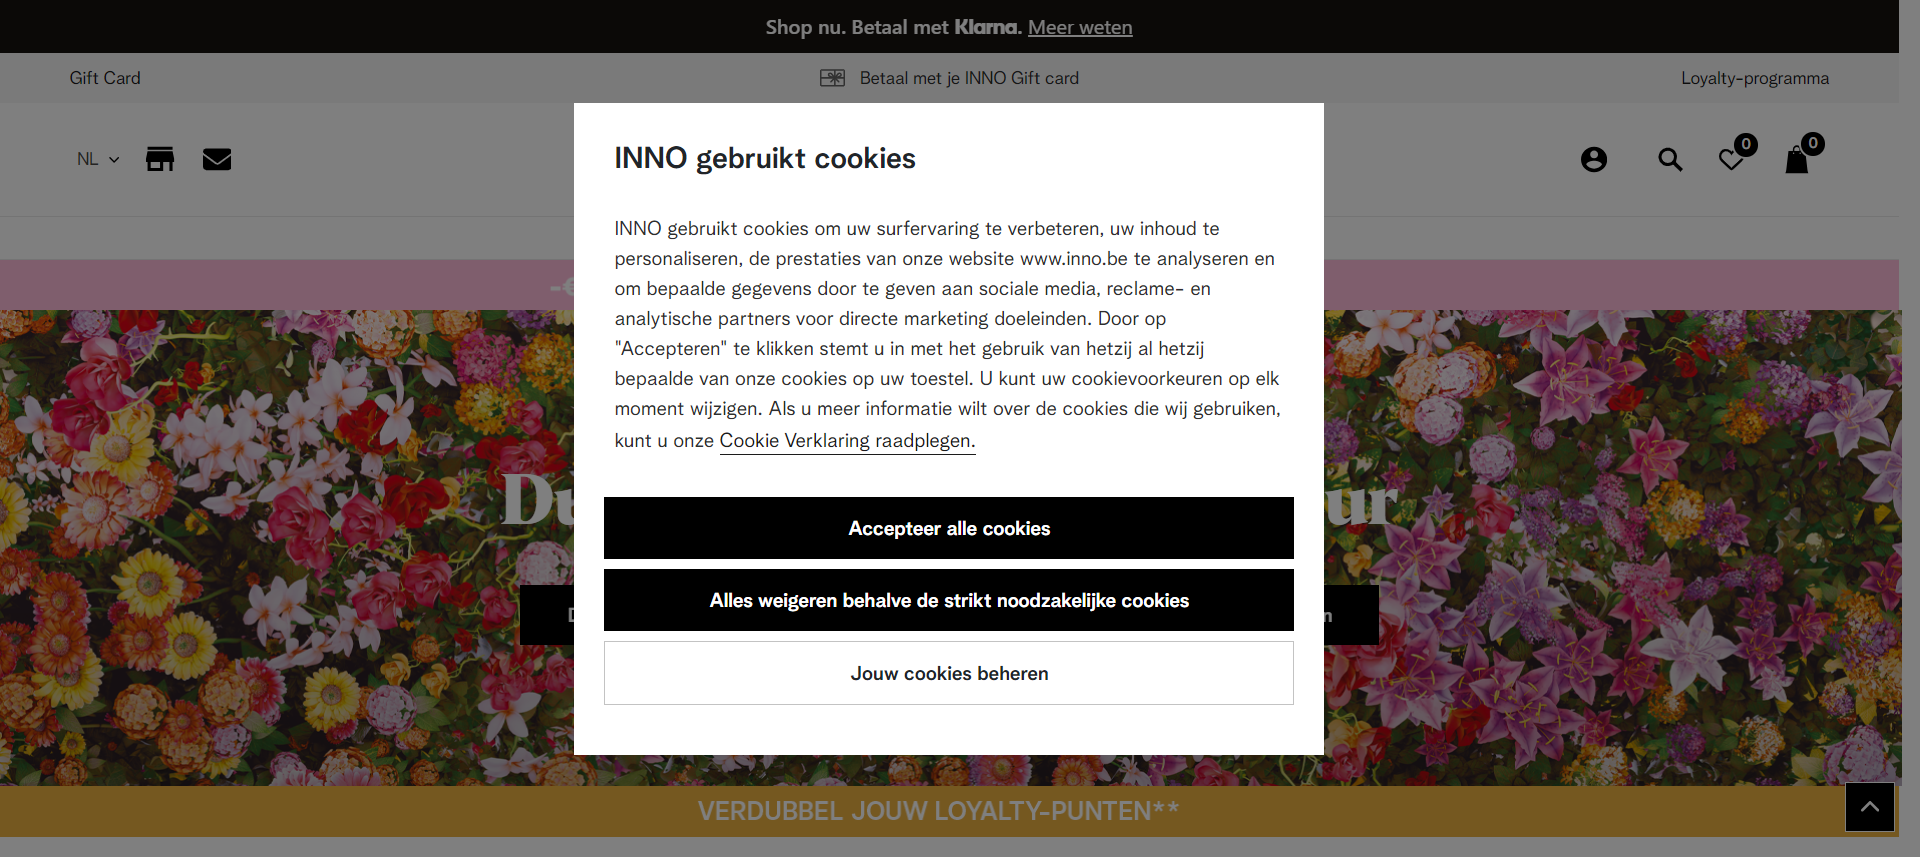 Shop nu. Betaal met Klarna. Meer weten
Gift Card
Betaal met je INNO Gift card
Loyalty-programma
NL
0
0
INNO gebruikt cookies
INNO gebruikt cookies om uw surfervaring te verbeteren, uw inhoud te
personaliseren, de prestaties van onze website www.inno.be te analyseren en
om bepaalde gegevens door te geven aan sociale media, reclame- en
analytische partners voor directe marketing doeleinden. Door op
"Accepteren" te klikken stemt u in met het gebruik van hetzij al hetzij
bepaalde van onze cookies op uw toestel. U kunt uw cookievoorkeuren op elk
moment wijzigen. Als u meer informatie wilt over de cookies die wij gebruiken,
kunt u onze Cookie Verklaring raadplegen.
Accepteer alle cookies
Alles weigeren behalve de strikt noodzakelijke cookies
Jouw cookies beheren
VERDUBBEL JOUW LOYALTY-PUNTEN**